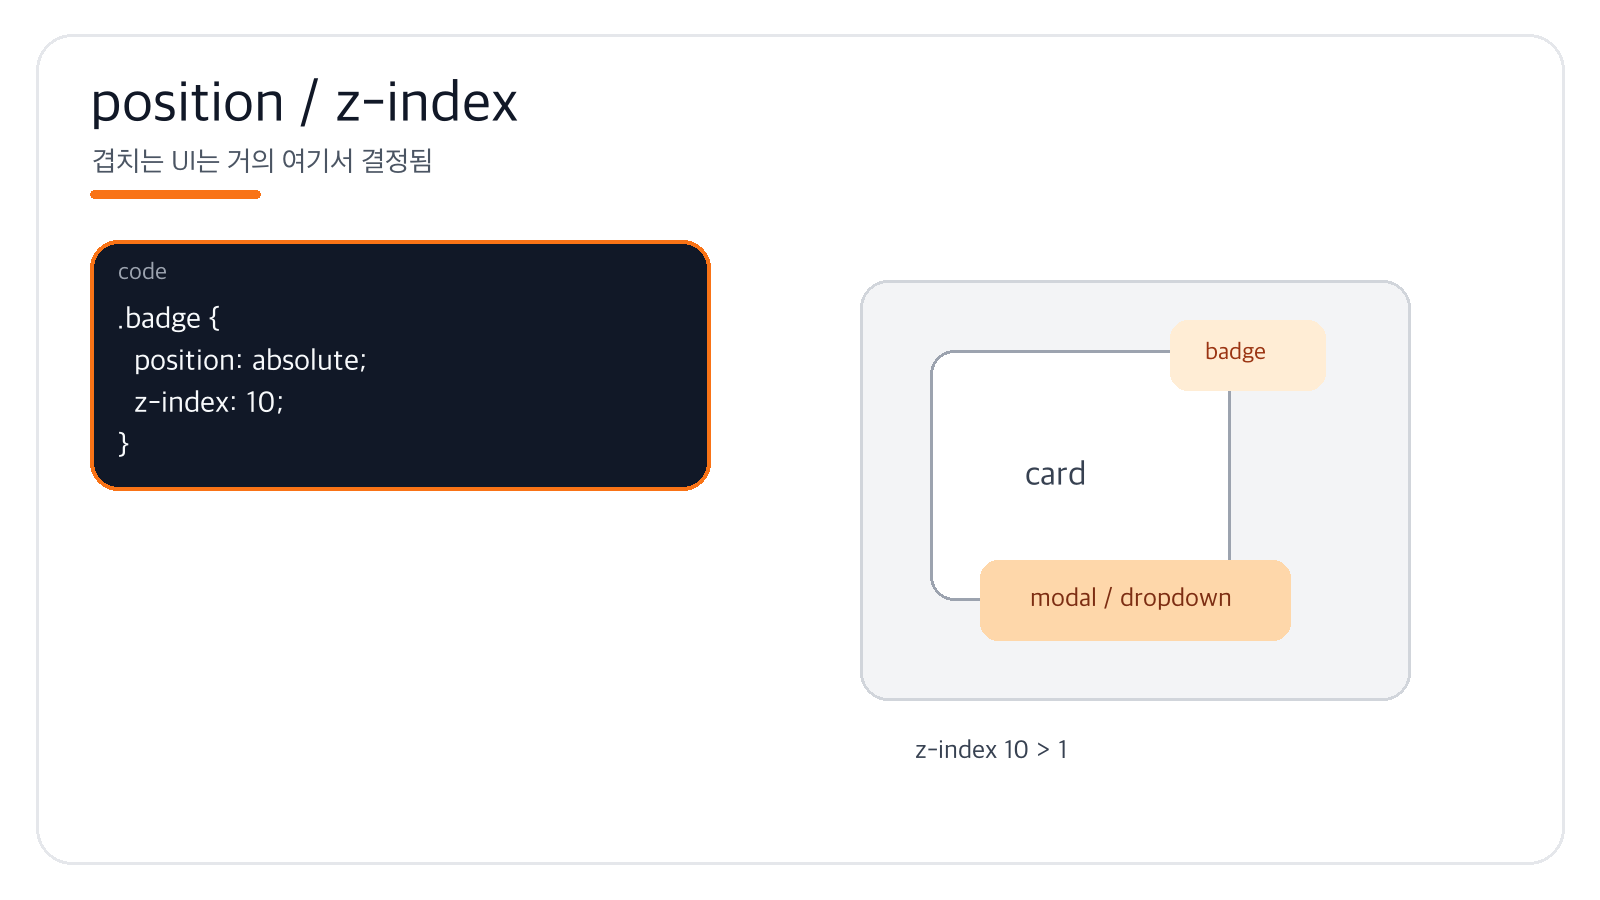 position / z-index
겹치는 UI는 거의 여기서 결정됨
code
.badge {
  position: absolute;
  z-index: 10;
}
badge
card
modal / dropdown
z-index 10 > 1